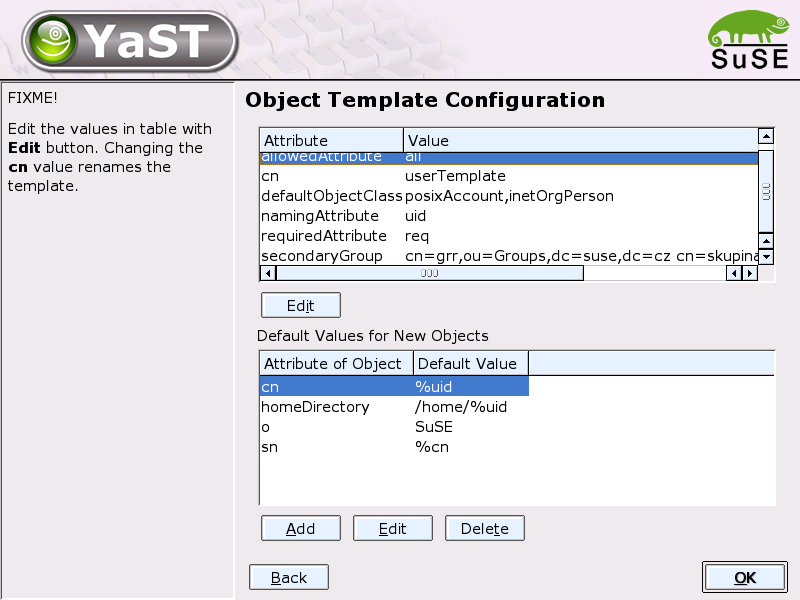 YaST
SuSE
FIXME!
Edit the values in table with
Edit button. Changing the
cn value renames the
template.
Object Template Configuration
Attribute Value
allowedAttribute all
cn userTemplate
defaultObjectClass posixAccount,inetOrgPerson
namingAttribute uid
requiredAttribute req
secondaryGroup cn=grr,ou=Groups,dc=suse,dc=cz cn=skupina
Edit
Default Values for New Objects
Attribute of Object Default Value
cn %uid
homeDirectory /home/%uid
o SuSE
sn %cn
Add Edit Delete
Back OK